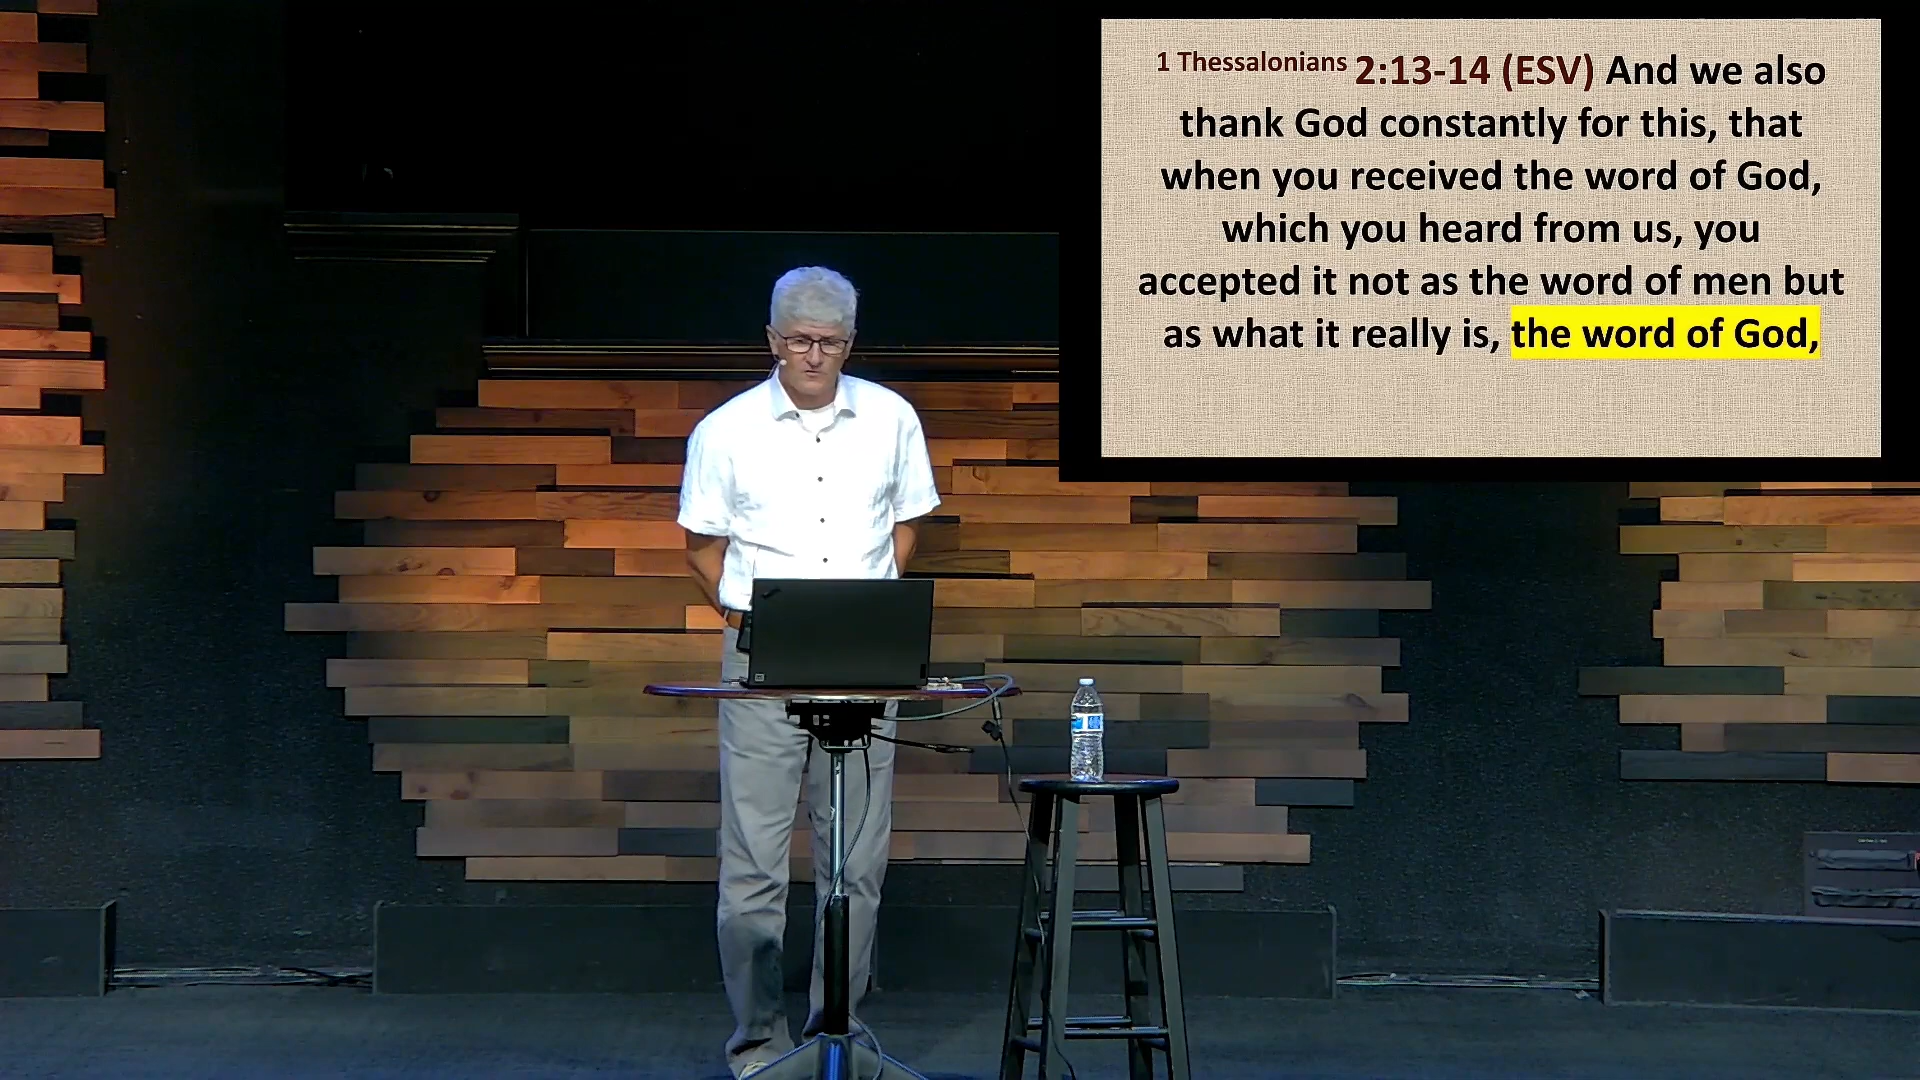 1 Thessalonians 2:13-14 (ESV) And we also
thank God constantly for this, that
when you received the word of God,
which you heard from us, you
accepted it not as the word of men but
as what it really is, the word of God,